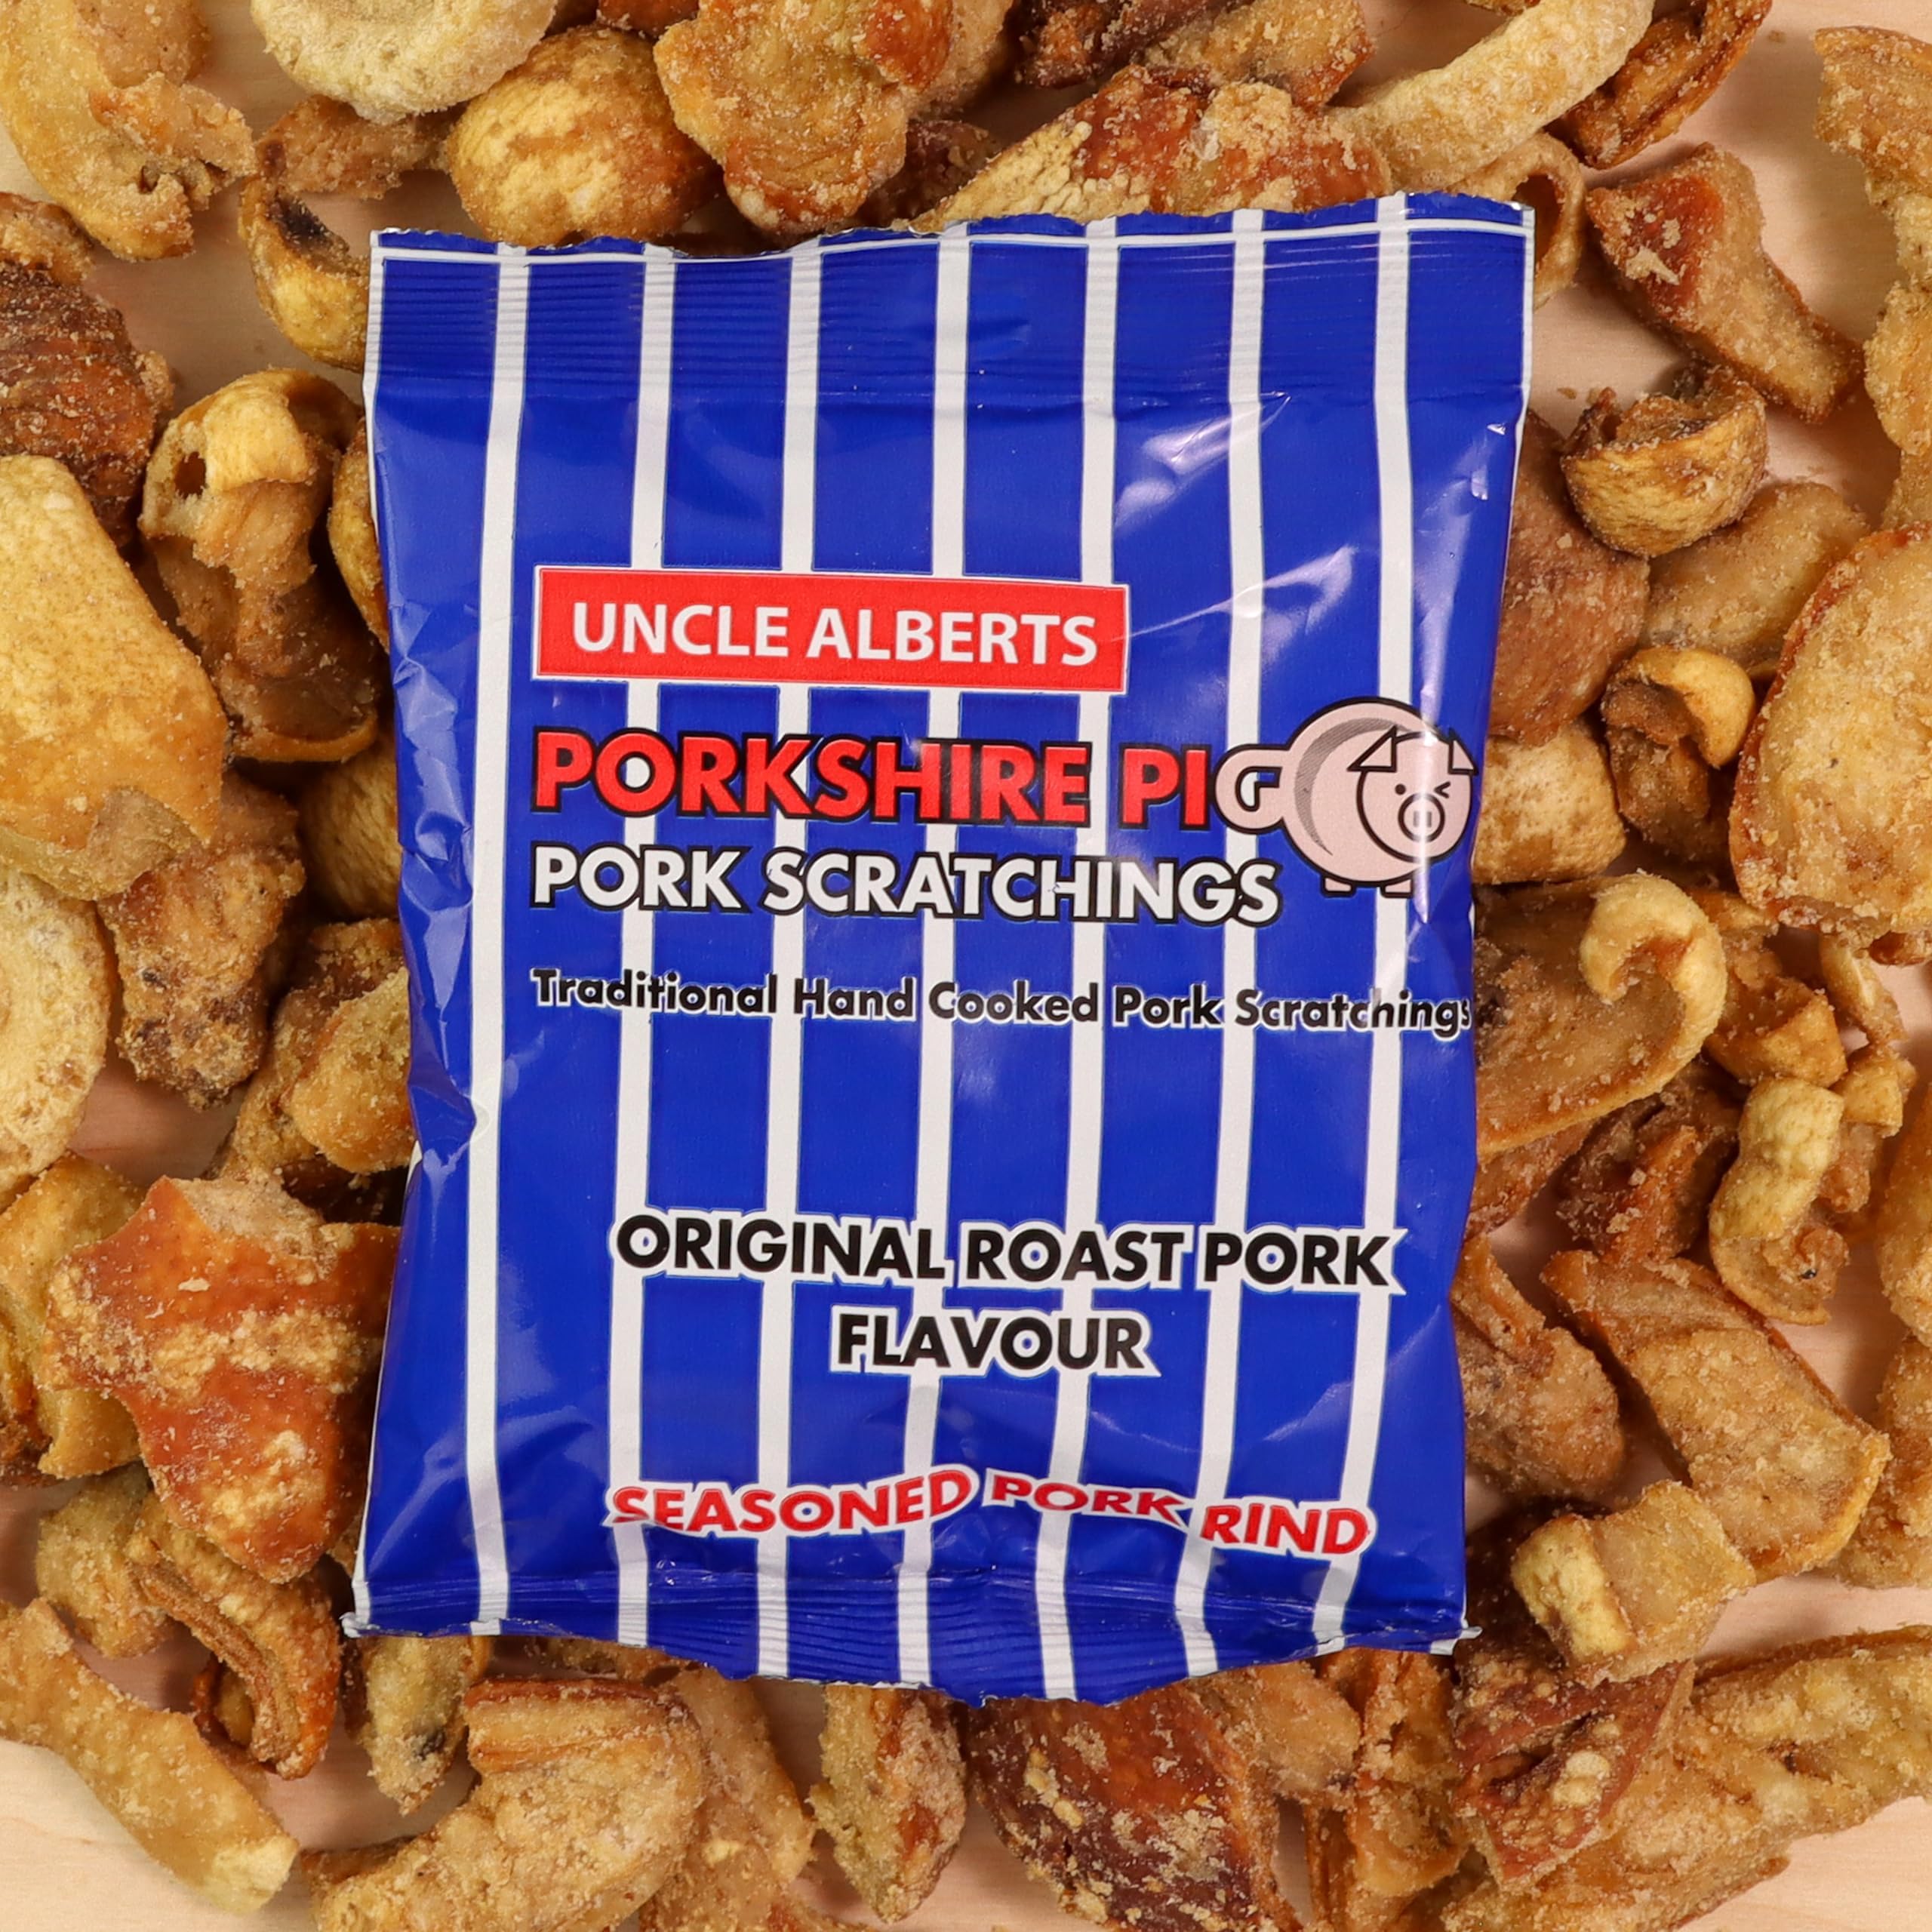 UNCLE ALBERTS
PORKSHIRE PIG
PORK SCRATCHINGS
Traditional Hand Cooked Pork Scratchings
ORIGINAL ROAST PORK
FLAVOUR
SEASONED PORK RIND